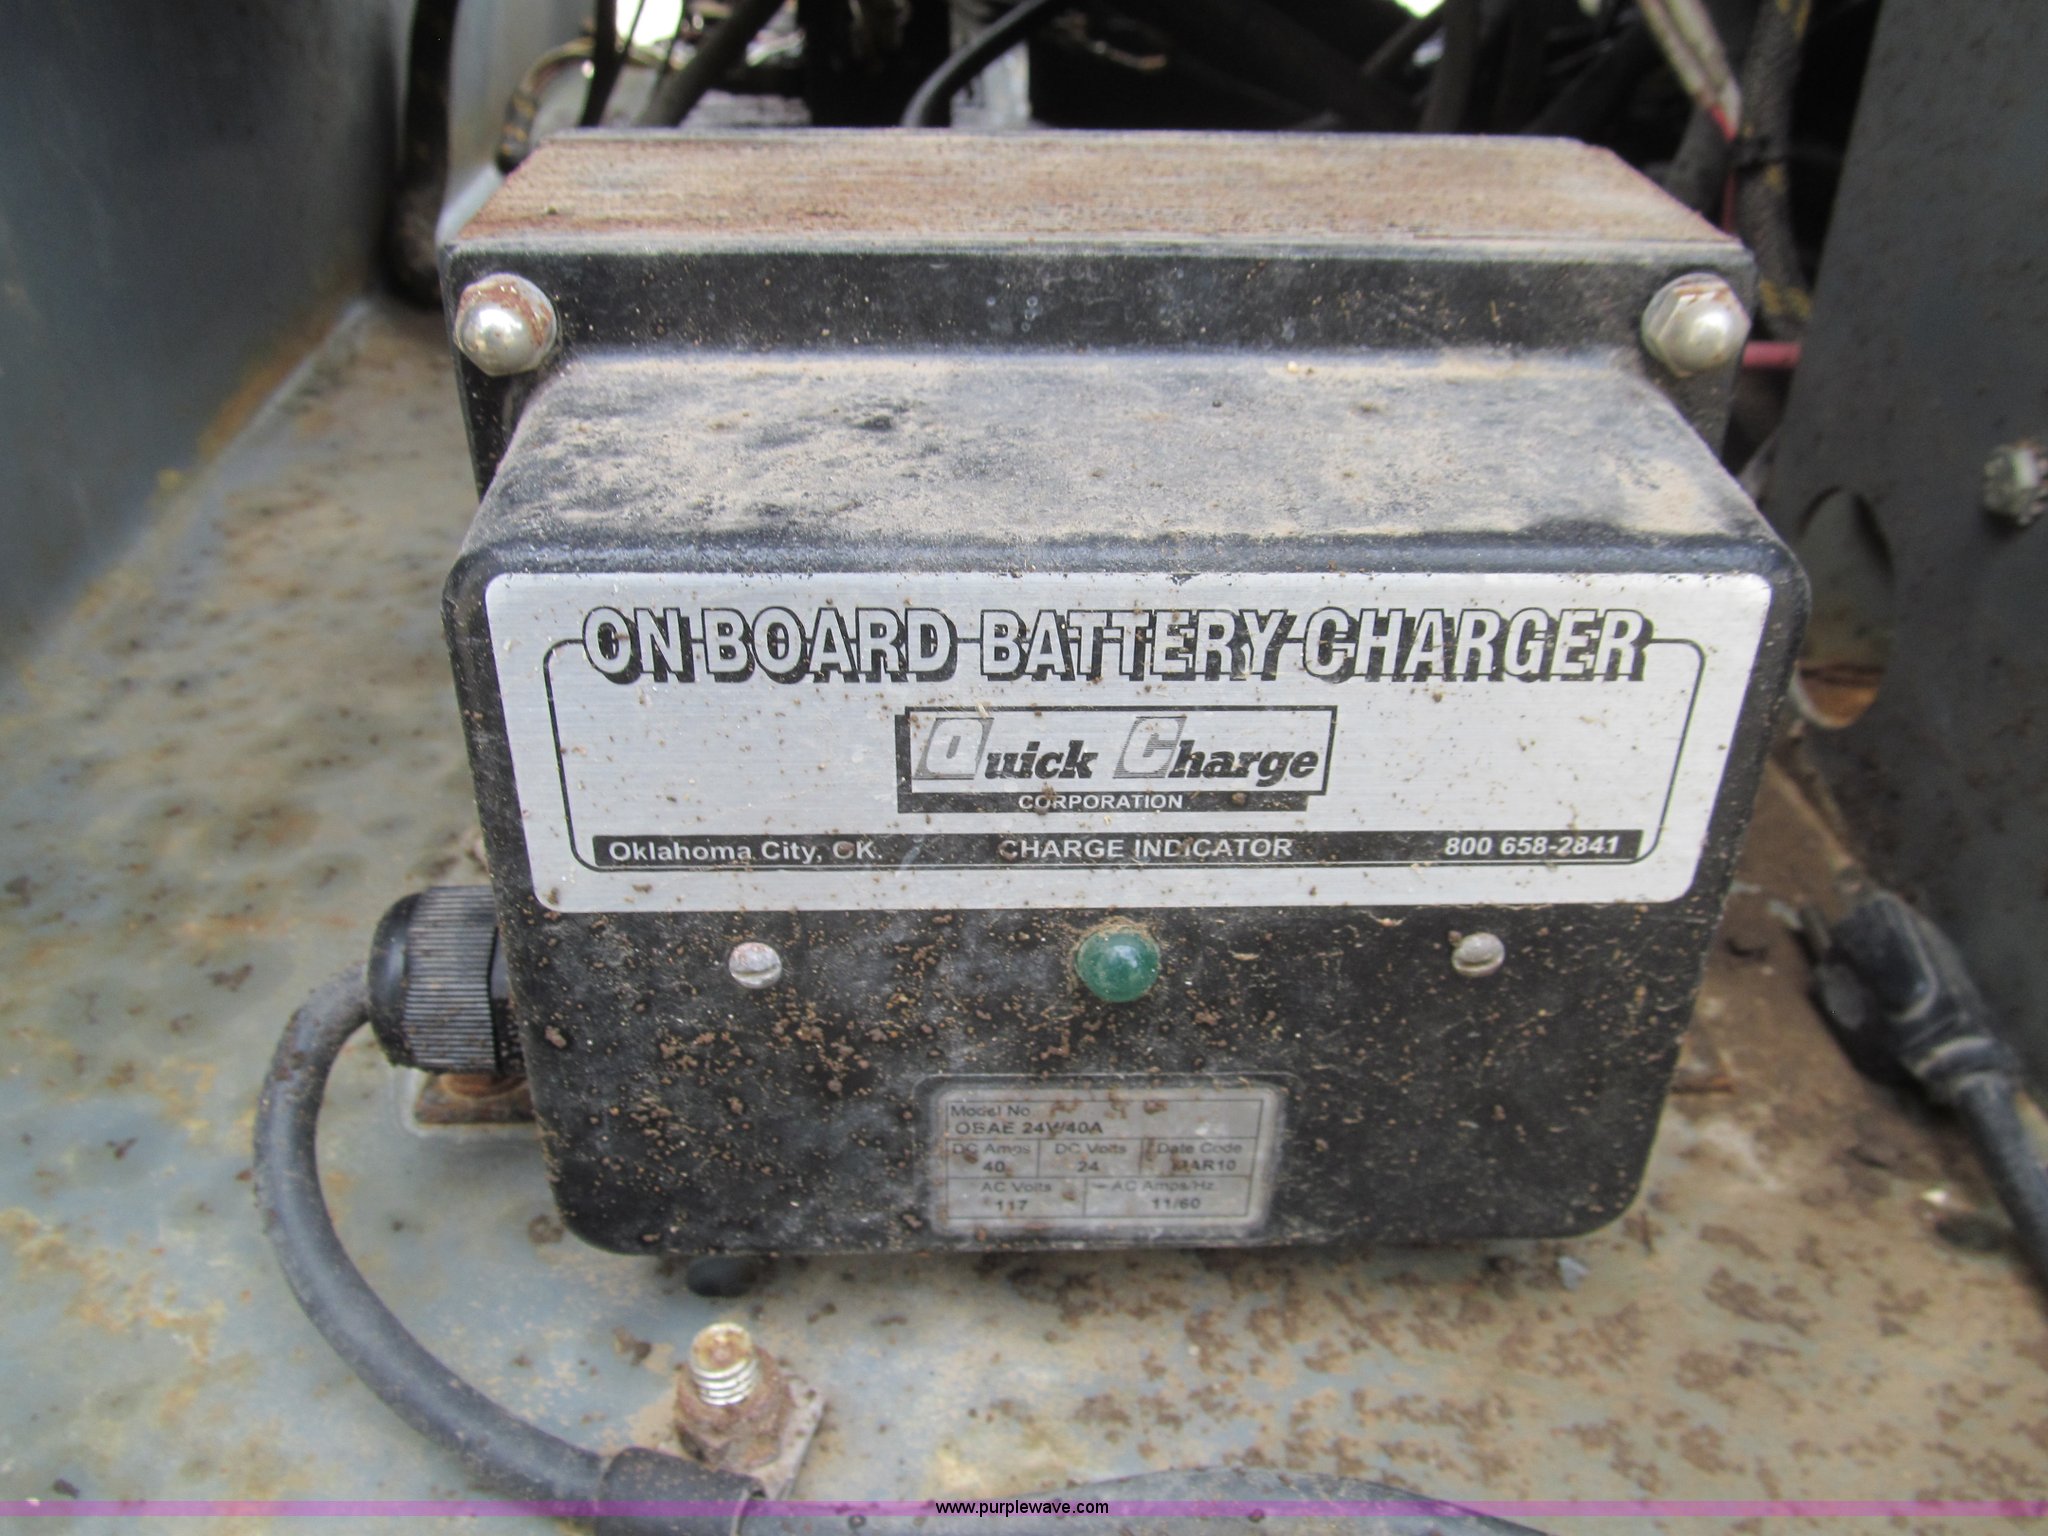 ON BOARD BATTERY CHARGER
Quick Charge
CORPORATION
Oklahoma City, OK. CHARGE INDICATOR 800 658-2841
Model No
OBAE 24V/40A
DC Amps DC Volts Date Code
40 24 MAR10
AC Volts AC Amps/Hz
117 11/60
www.purplewave.com